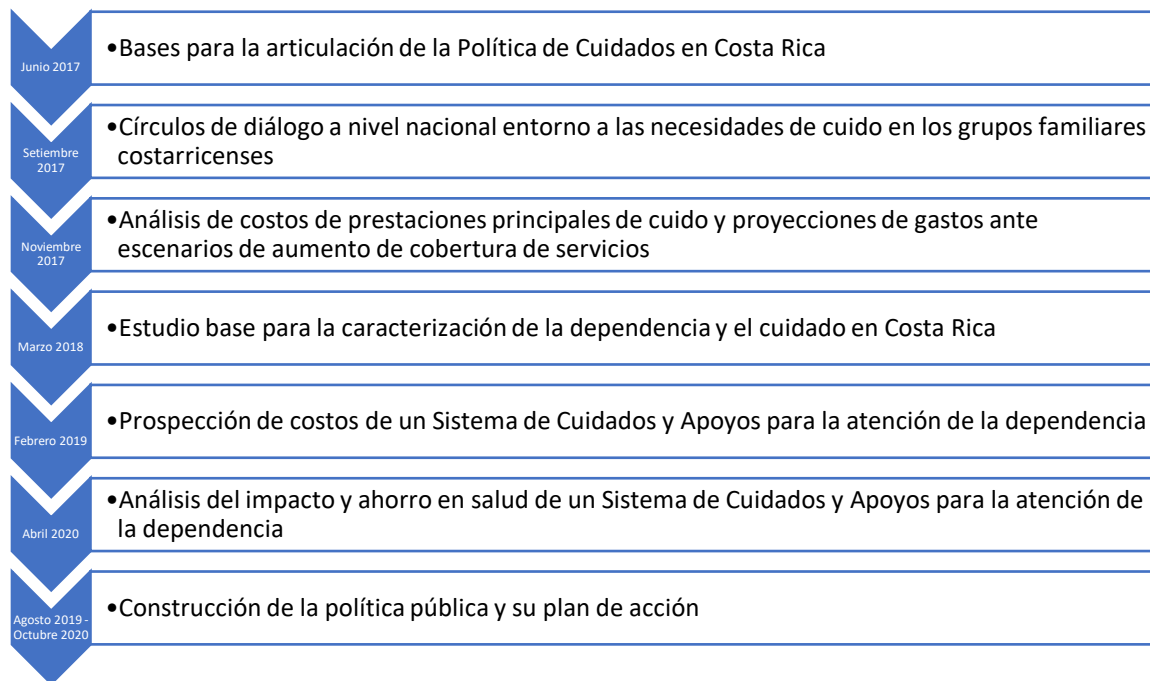 Junio 2017
•Bases para la articulación de la Política de Cuidados en Costa Rica
Setiembre
2017
•Círculos de diálogo a nivel nacional entorno a las necesidades de cuido en los grupos familiares
costarricenses
Noviembre
2017
•Análisis de costos de prestaciones principales de cuido y proyecciones de gastos ante
escenarios de aumento de cobertura de servicios
Marzo 2018
•Estudio base para la caracterización de la dependencia y el cuidado en Costa Rica
Febrero 2019
•Prospección de costos de un Sistema de Cuidados y Apoyos para la atención de la dependencia
Abril 2020
•Análisis del impacto y ahorro en salud de un Sistema de Cuidados y Apoyos para la atención de
la dependencia
Agosto 2019 -
Octubre 2020
•Construcción de la política pública y su plan de acción